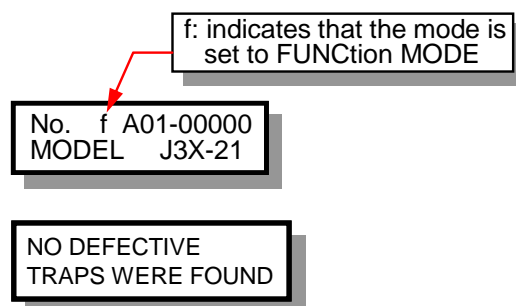 f: indicates that the mode is
set to FUNCtion MODE
No. f A01-00000
MODEL J3X-21
NO DEFECTIVE
TRAPS WERE FOUND